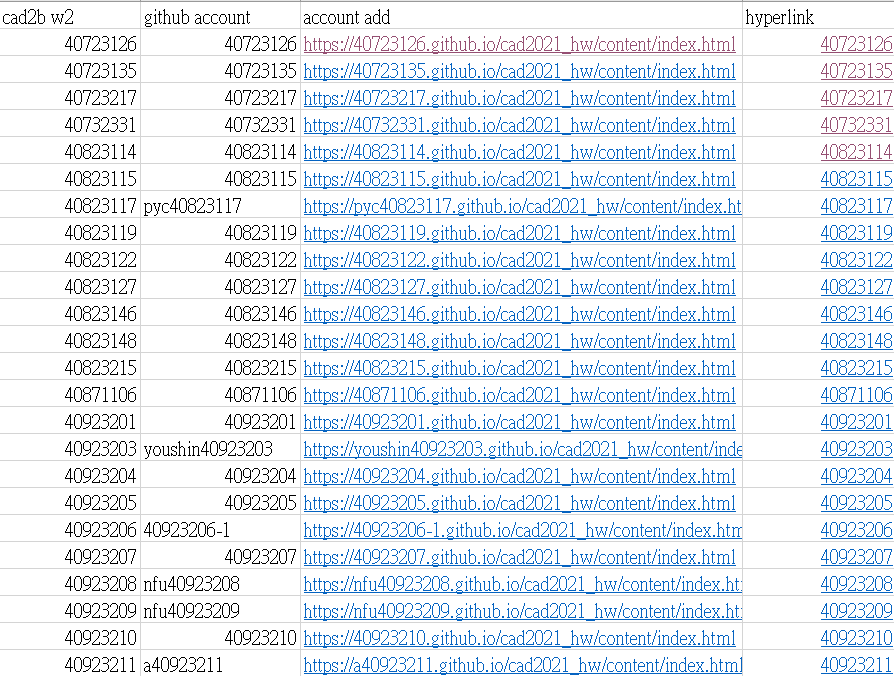 cad2b w2 github account account add hyperlink
40723126 40723126 https://40723126.github.io/cad2021_hw/content/index.html 40723126
40723135 40723135 https://40723135.github.io/cad2021_hw/content/index.html 40723135
40723217 40723217 https://40723217.github.io/cad2021_hw/content/index.html 40723217
40732331 40732331 https://40732331.github.io/cad2021_hw/content/index.html 40732331
40823114 40823114 https://40823114.github.io/cad2021_hw/content/index.html 40823114
40823115 40823115 https://40823115.github.io/cad2021_hw/content/index.html 40823115
40823117 pyc40823117 https://pyc40823117.github.io/cad2021_hw/content/index.ht 40823117
40823119 40823119 https://40823119.github.io/cad2021_hw/content/index.html 40823119
40823122 40823122 https://40823122.github.io/cad2021_hw/content/index.html 40823122
40823127 40823127 https://40823127.github.io/cad2021_hw/content/index.html 40823127
40823146 40823146 https://40823146.github.io/cad2021_hw/content/index.html 40823146
40823148 40823148 https://40823148.github.io/cad2021_hw/content/index.html 40823148
40823215 40823215 https://40823215.github.io/cad2021_hw/content/index.html 40823215
40871106 40871106 https://40871106.github.io/cad2021_hw/content/index.html 40871106
40923201 40923201 https://40923201.github.io/cad2021_hw/content/index.html 40923201
40923203 youshin40923203 https://youshin40923203.github.io/cad2021_hw/content/inde 40923203
40923204 40923204 https://40923204.github.io/cad2021_hw/content/index.html 40923204
40923205 40923205 https://40923205.github.io/cad2021_hw/content/index.html 40923205
40923206 40923206-1 https://40923206-1.github.io/cad2021_hw/content/index.htm 40923206
40923207 40923207 https://40923207.github.io/cad2021_hw/content/index.html 40923207
40923208 nfu40923208 https://nfu40923208.github.io/cad2021_hw/content/index.ht 40923208
40923209 nfu40923209 https://nfu40923209.github.io/cad2021_hw/content/index.ht 40923209
40923210 40923210 https://40923210.github.io/cad2021_hw/content/index.html 40923210
40923211 a40923211 https://a40923211.github.io/cad2021_hw/content/index.html 40923211